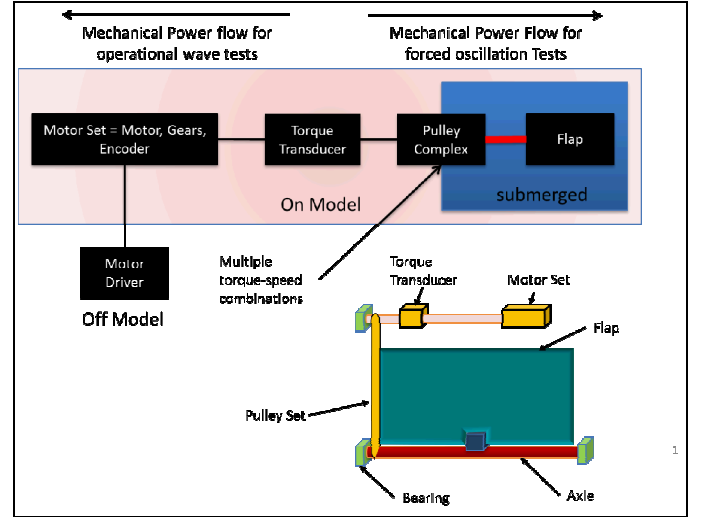 Mechanical Power flow for
operational wave tests
Mechanical Power Flow for
forced oscillation Tests
Motor Set = Motor, Gears,
Encoder
Torque
Transducer
Pulley
Complex
Flap
On Model
submerged
Motor
Driver
Off Model
Multiple
torque-speed
combinations
Torque
Transducer
Motor Set
Flap
Pulley Set
Bearing
Axle
1